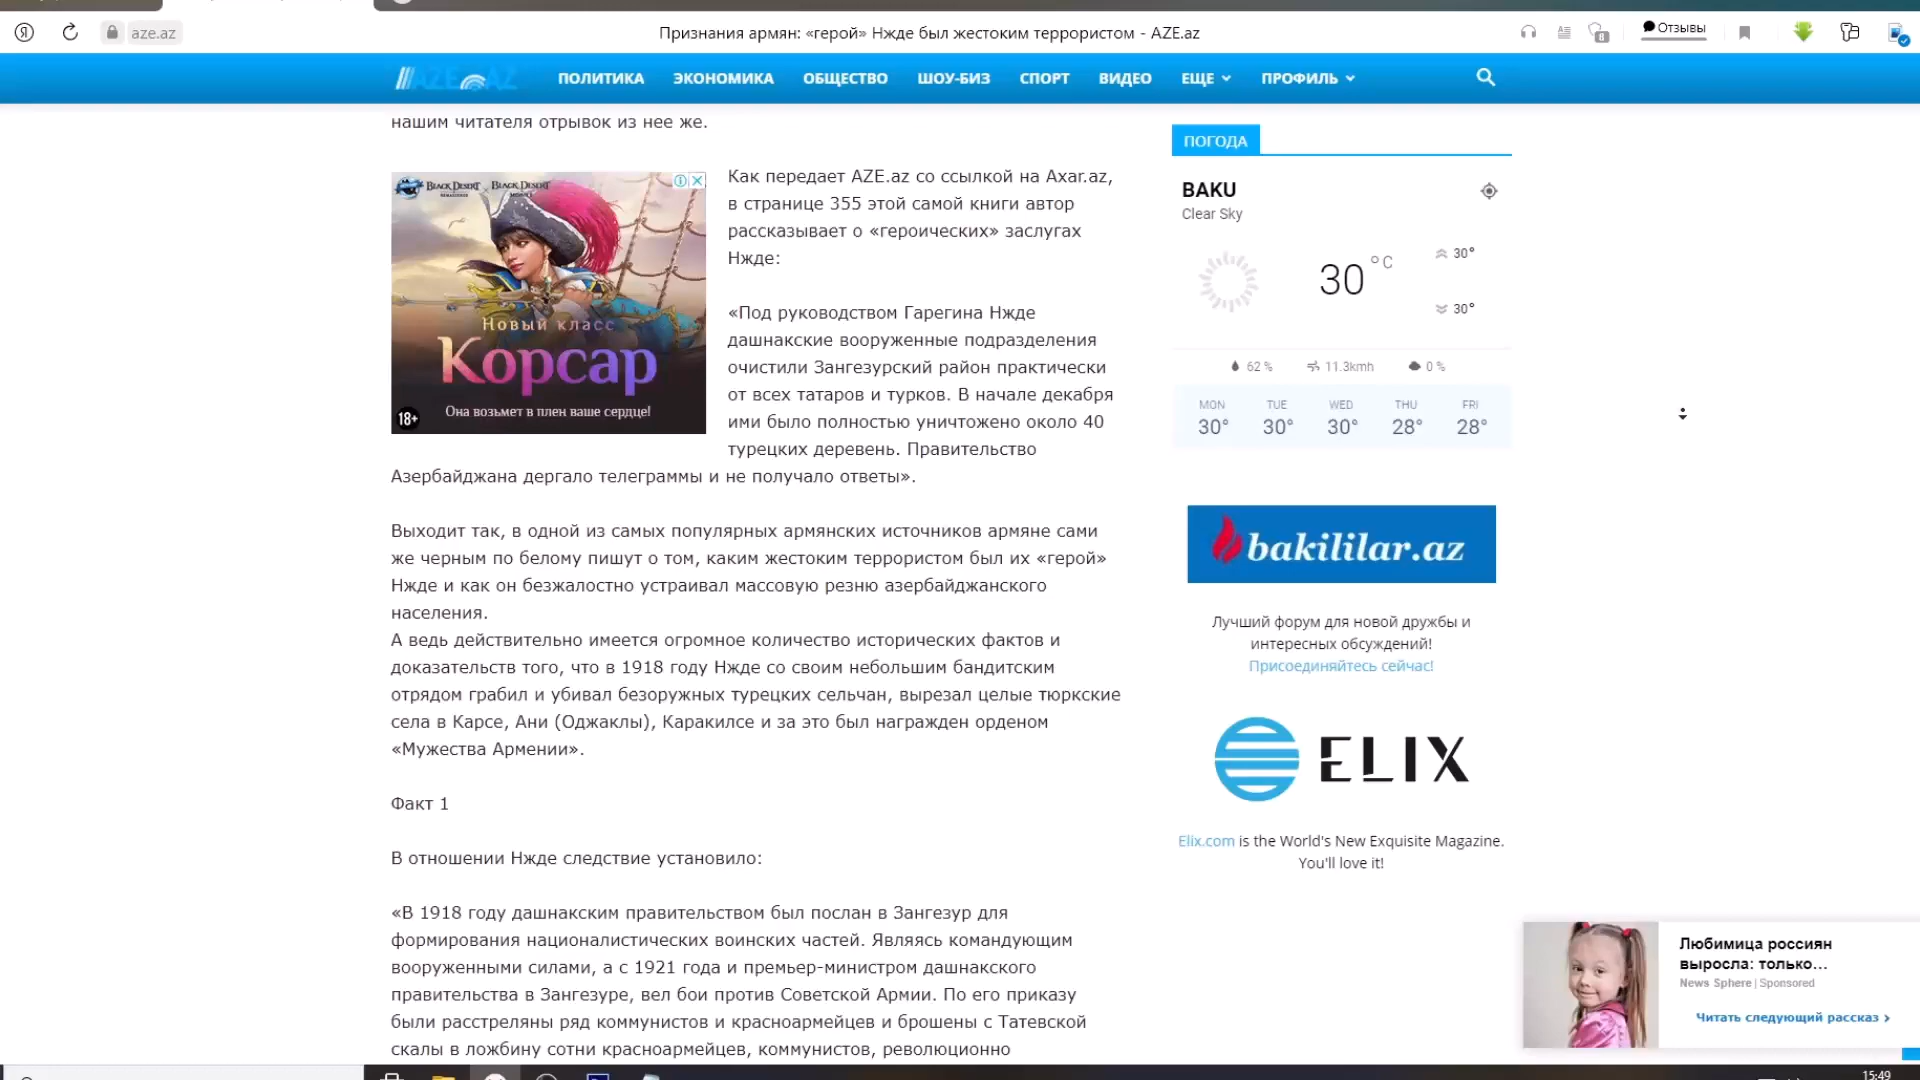 aze.az
Признания армян: «герой» Нжде был жестоким террористом - AZE.az
8
Отзывы
AZE AZ
ПОЛИТИКА ЭКОНОМИКА ОБЩЕСТВО ШОУ-БИЗ СПОРТ ВИДЕО ЕЩЕ ПРОФИЛЬ
нашим читателя отрывок из нее же.
BLACK DESERT
BLACK DESERT
Новый класс
Корсар
Она возьмет в плен ваше сердце!
18+
Как передает AZE.az со ссылкой на Axar.az,
в странице 355 этой самой книги автор
рассказывает о «героических» заслугах
Нжде:
«Под руководством Гарегина Нжде
дашнакские вооруженные подразделения
очистили Зангезурский район практически
от всех татаров и турков. В начале декабря
ими было полностью уничтожено около 40
турецких деревень. Правительство
Азербайджана дергало телеграммы и не получало ответы».
Выходит так, в одной из самых популярных армянских источников армяне сами
же черным по белому пишут о том, каким жестоким террористом был их «герой»
Нжде и как он безжалостно устраивал массовую резню азербайджанского
населения.
А ведь действительно имеется огромное количество исторических фактов и
доказательств того, что в 1918 году Нжде со своим небольшим бандитским
отрядом грабил и убивал безоружных турецких сельчан, вырезал целые тюркские
села в Карсе, Ани (Оджаклы), Каракилсе и за это был награжден орденом
«Мужества Армении».
Факт 1
В отношении Нжде следствие установило:
«В 1918 году дашнакским правительством был послан в Зангезур для
формирования националистических воинских частей. Являясь командующим
вооруженными силами, а с 1921 года и премьер-министром дашнакского
правительства в Зангезуре, вел бои против Советской Армии. По его приказу
были расстреляны ряд коммунистов и красноармейцев и брошены с Татевской
скалы в ложбину сотни красноармейцев, коммунистов, революционно
ПОГОДА
BAKU
Clear Sky
30 °C
30°
30°
62 % 11.3kmh 0 %
MON TUE WED THU FRI
30° 30° 30° 28° 28°
bakililar.az
Лучший форум для новой дружбы и
интересных обсуждений!
Присоединяйтесь сейчас!
ELIX
Elix.com is the World's New Exquisite Magazine.
You'll love it!
Любимица россиян
выросла: только...
News Sphere | Sponsored
Читать следующий рассказ
15:49